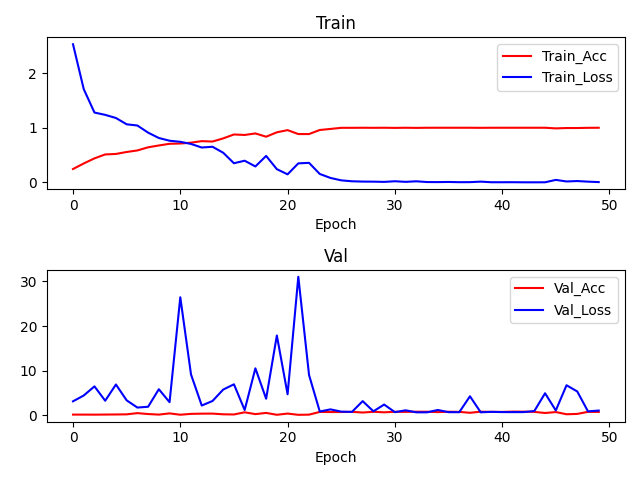 Train
2
1
0
Train_Acc
Train_Loss
0 10 20 30 40 50
Epoch
Val
30
20
10
0
Val_Acc
Val_Loss
0 10 20 30 40 50
Epoch